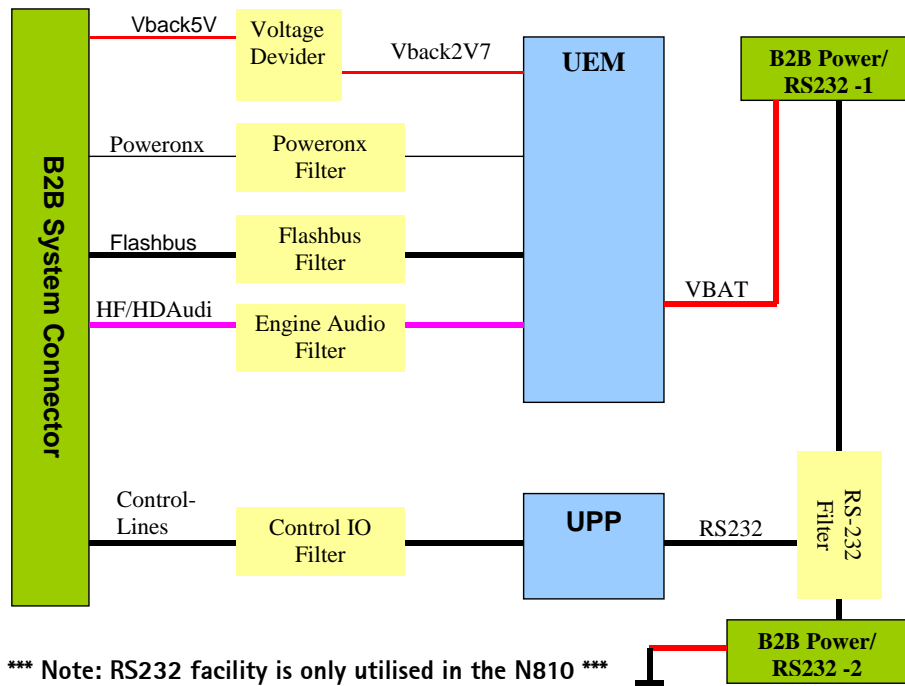 Vback5V
Voltage
Devider
Vback2V7
UEM
B2B Power/
RS232 -1
Poweronx
Poweronx
Filter
B2B System Connector
Flashbus
Flashbus
Filter
VBAT
HF/HDAudi
Engine Audio
Filter
Control-
Lines
Control IO
Filter
UPP
RS232
RS-232
Filter
B2B Power/
RS232 -2
*** Note: RS232 facility is only utilised in the N810 ***